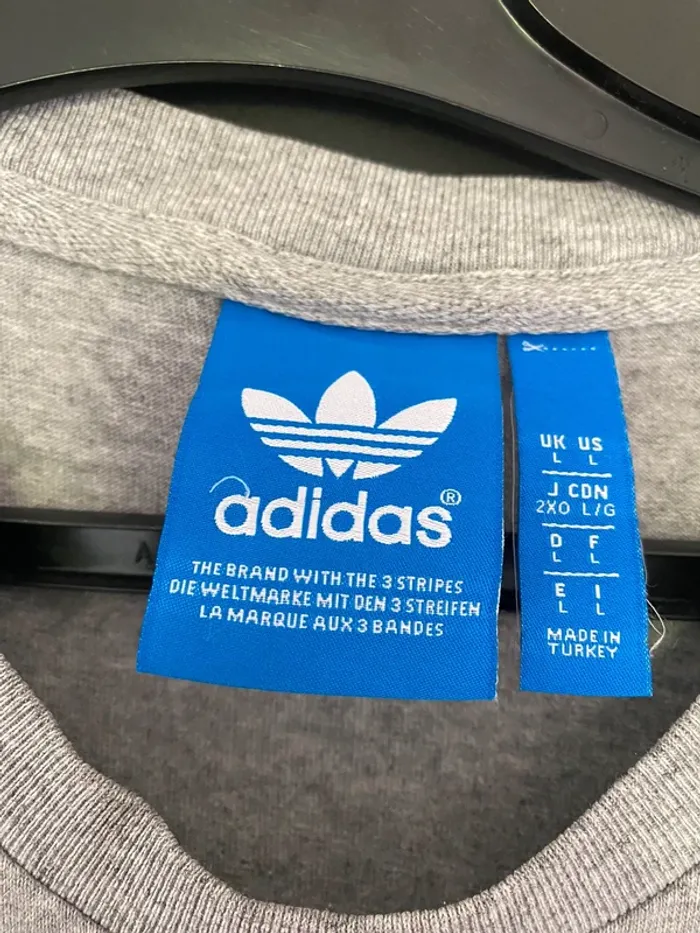 adidas®
THE BRAND WITH THE 3 STRIPES
DIE WELTMARKE MIT DEN 3 STREIFEN
LA MARQUE AUX 3 BANDES
UK US
L L
J CDN
2XO L/G
D F
L L
E I
L L
MADE IN
TURKEY